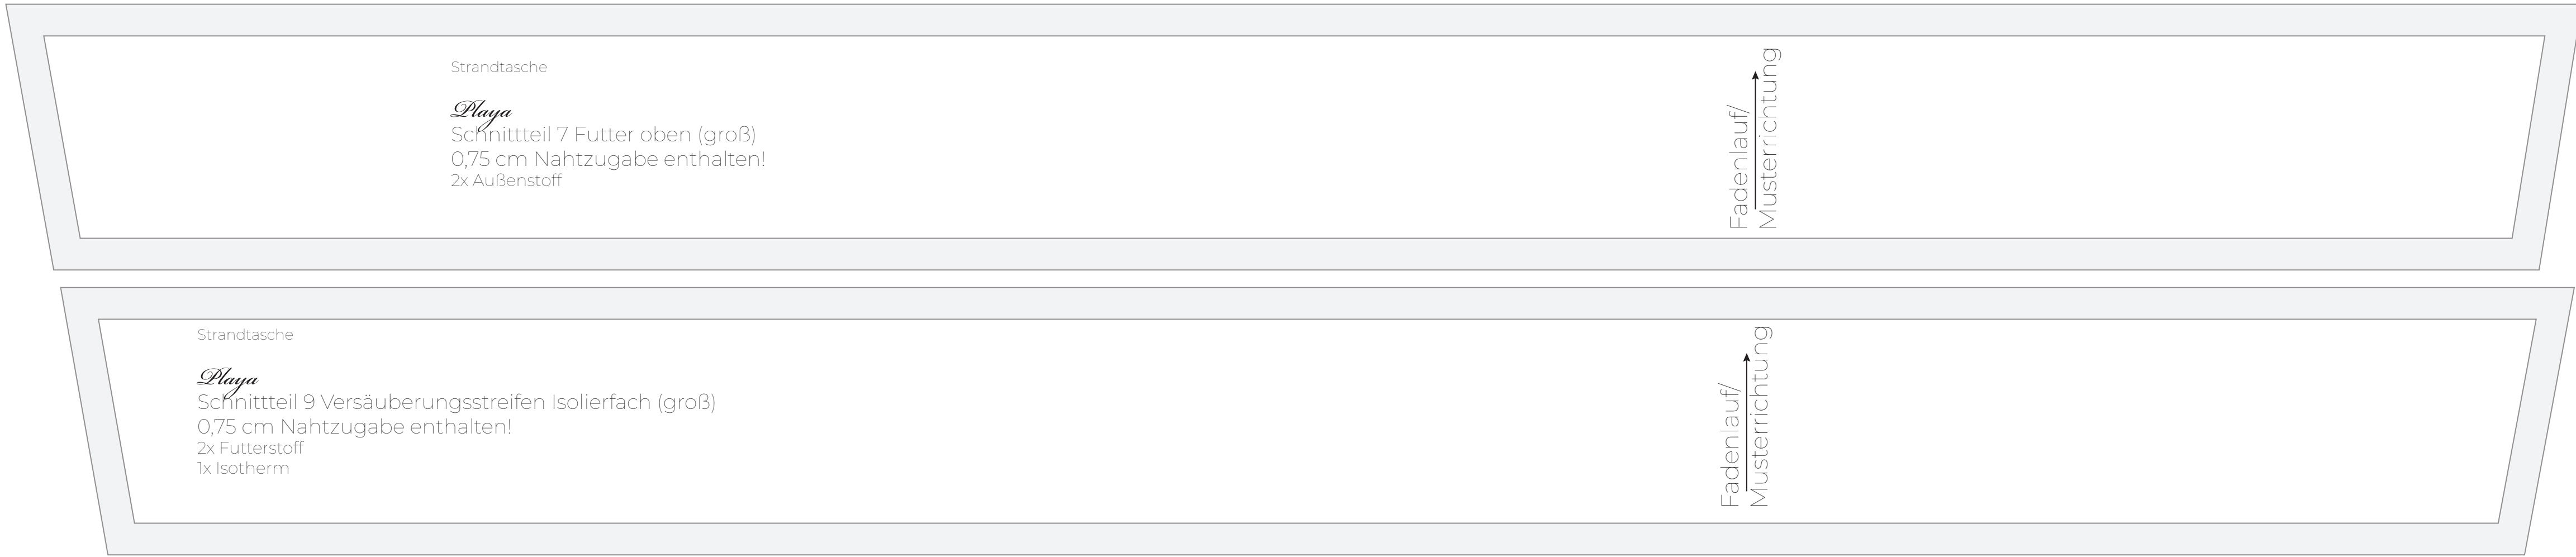 Strandtasche
Playa
Schnittteil 7 Futter oben (groß)
0,75 cm Nahtzugabe enthalten!
2x Außenstoff
Fadenlauf/
Musterrichtung
Strandtasche
Playa
Schnittteil 9 Versäuberungsstreifen Isolierfach (groß)
0,75 cm Nahtzugabe enthalten!
2x Futterstoff
1x Isotherm
Fadenlauf/
Musterrichtung